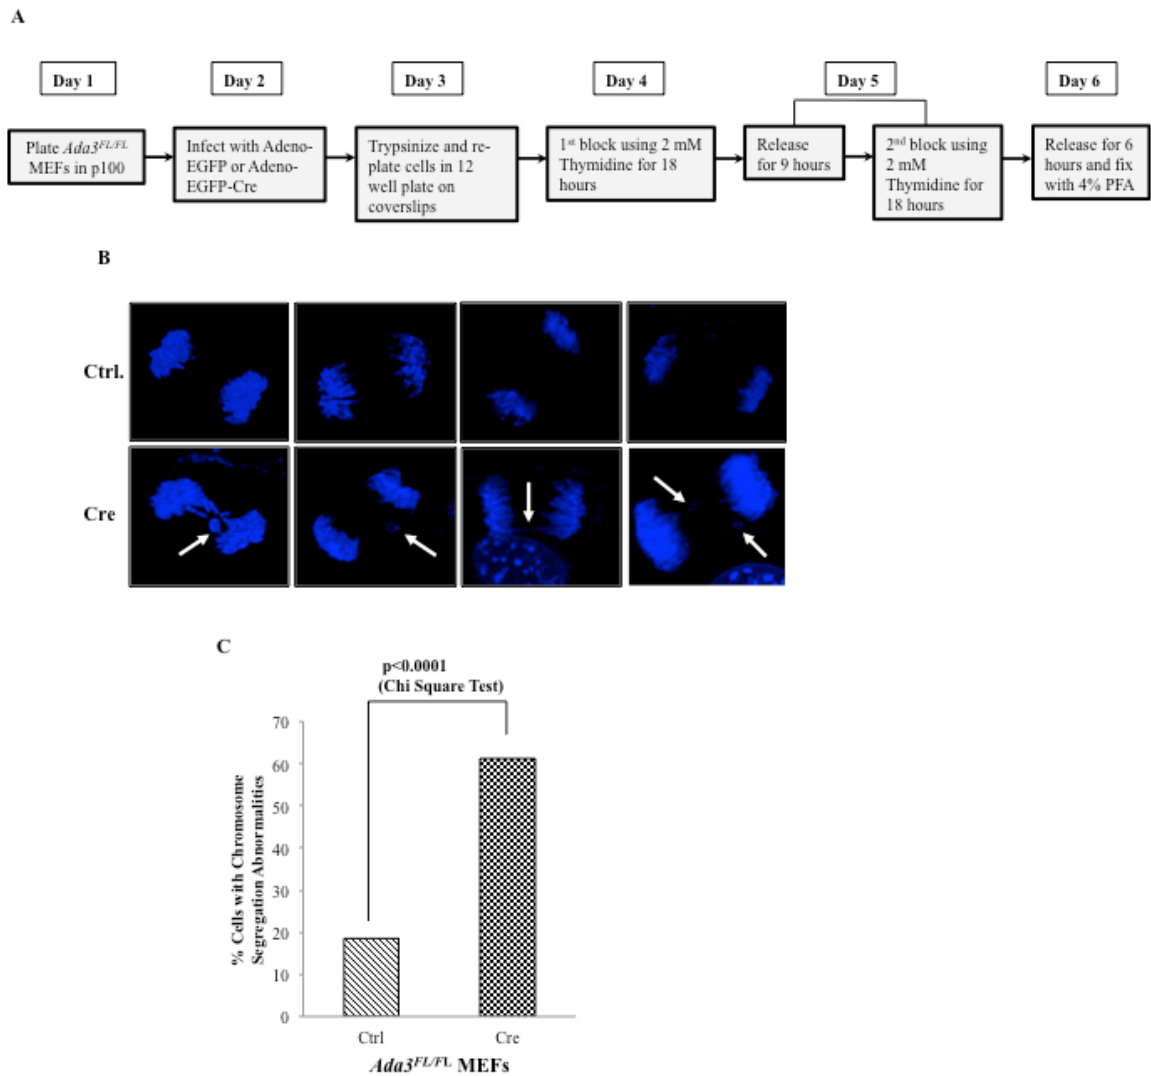 A
Day 1
Day 2
Day 3
Day 4
Day 5
Day 6
Plate Ada3FL/FL
MEFs in p100
Infect with Adeno-
EGFP or Adeno-
EGFP-Cre
Trypsinize and re-
plate cells in 12
well plate on
coverslips
1st block using 2 mM
Thymidine for 18
hours
Release
for 9 hours
2nd block using
2 mM
Thymidine for
18 hours
Release for 6
hours and fix
with 4% PFA
B
Ctrl.
Cre
C
p<0.0001
(Chi Square Test)
% Cells with Chromosome
Segregation Abnormalities
70
60
50
40
30
20
10
0
Ctrl
Cre
Ada3FL/FL MEFs